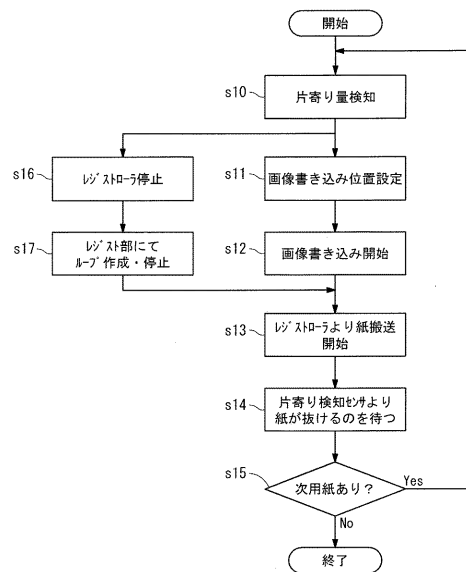 開始
s10
片寄り量検知
s16
ﾚｼﾞｽﾄﾛｰﾗ停止
s11
画像書き込み位置設定
s17
ﾚｼﾞｽﾄ部にて
ﾙｰﾌﾟ作成・停止
s12
画像書き込み開始
s13
ﾚｼﾞｽﾄﾛｰﾗより紙搬送
開始
s14
片寄り検知ｾﾝｻより
紙が抜けるのを待つ
s15
次用紙あり？
Yes
No
終了